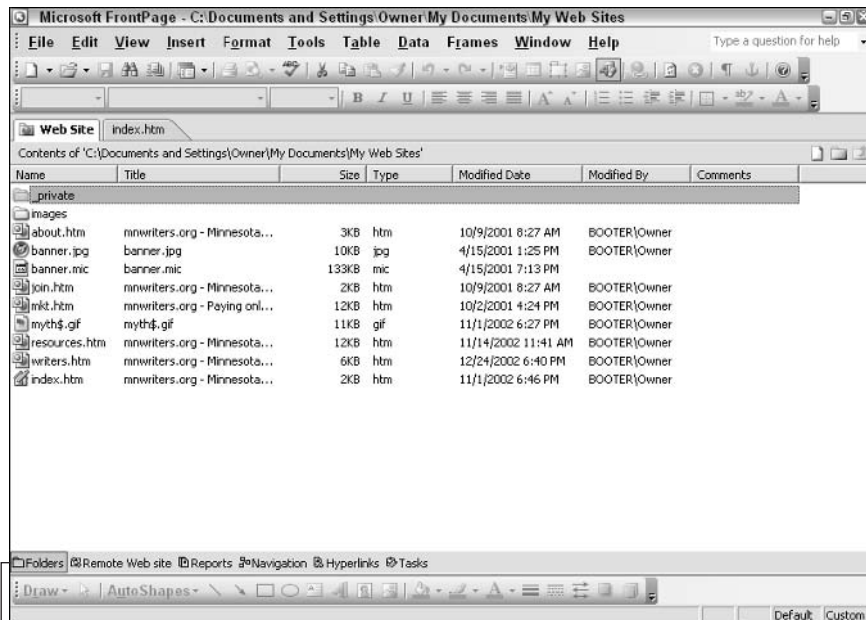 Microsoft FrontPage - C:\Documents and Settings\Owner\My Documents\My Web Sites
File Edit View Insert Format Tools Table Data Frames Window Help Type a question for help
B I U
Web Site index.htm
Contents of 'C:\Documents and Settings\Owner\My Documents\My Web Sites'
Name Title Size Type Modified Date Modified By Comments
_private
images
about.htm mnwriters.org - Minnesota... 3KB htm 10/9/2001 8:27 AM BOOTER\Owner
banner.jpg banner.jpg 10KB jpg 4/15/2001 1:25 PM BOOTER\Owner
banner.mic banner.mic 133KB mic 4/15/2001 7:13 PM
join.htm mnwriters.org - Minnesota... 2KB htm 10/9/2001 8:27 AM BOOTER\Owner
mkt.htm mnwriters.org - Paying onl... 12KB htm 10/2/2001 4:24 PM BOOTER\Owner
myth$.gif myth$.gif 11KB gif 11/1/2002 6:27 PM BOOTER\Owner
resources.htm mnwriters.org - Minnesota... 12KB htm 11/14/2002 11:41 AM BOOTER\Owner
writers.htm mnwriters.org - Minnesota... 6KB htm 12/24/2002 6:40 PM BOOTER\Owner
index.htm mnwriters.org - Minnesota... 2KB htm 11/1/2002 6:46 PM BOOTER\Owner
Folders Remote Web site Reports Navigation Hyperlinks Tasks
Draw AutoShapes
Default Custom